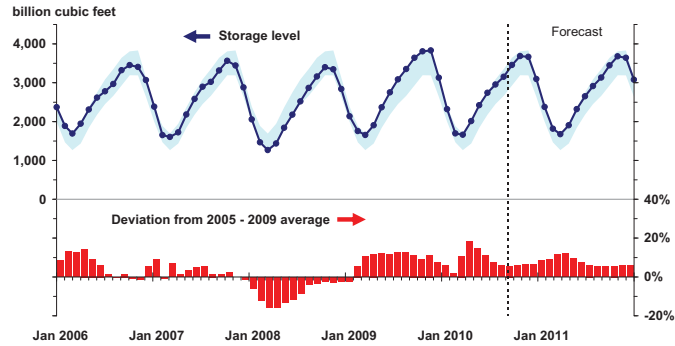 billion cubic feet
4,000
Storage level
Forecast
3,000
2,000
1,000
0
40%
Deviation from 2005 - 2009 average
20%
0%
-20%
Jan 2006
Jan 2007
Jan 2008
Jan 2009
Jan 2010
Jan 2011